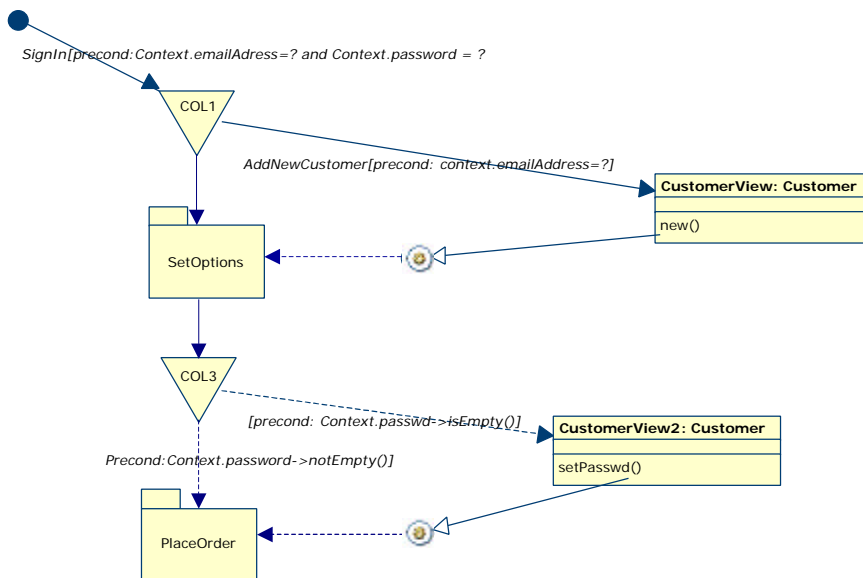 SignIn[precond:Context.emailAdress=? and Context.password = ?
COL1
AddNewCustomer[precond: context.emailAddress=?]
CustomerView: Customer
new()
SetOptions
COL3
[precond: Context.passwd->isEmpty()]
CustomerView2: Customer
Precond:Context.password->notEmpty()]
setPasswd()
PlaceOrder